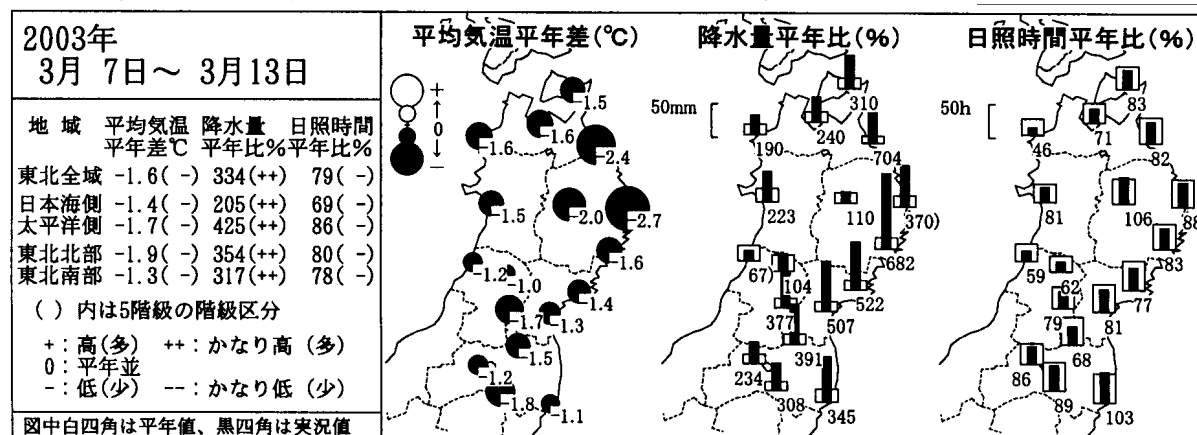 2003年
3月 7日～ 3月13日
地 域 平均気温 降水量 日照時間
平年差℃ 平年比% 平年比%
東北全域 -1.6( -) 334(++) 79( -)
日本海側 -1.4( -) 205(++) 69( -)
太平洋側 -1.7( -) 425(++) 86( -)
東北北部 -1.9( -) 354(++) 80( -)
東北南部 -1.3( -) 317(++) 78( -)
( ) 内は5階級の階級区分
+：高(多) ++：かなり高 (多)
0：平年並
-：低(少) --：かなり低 (少)
図中白四角は平年値、黒四角は実況値
平均気温平年差(℃)
+
↑
0
↓
-
-1.5
-1.6
-1.6
-2.4
-1.5
-2.0
-2.7
-1.6
-1.2
-1.0
-1.4
-1.7
-1.3
-1.5
-1.2
-1.8
-1.1
降水量平年比(%)
50mm
310
240
190
704
223
110
370)
682
67)
104
522
377
507
391
234
308
345
日照時間平年比(%)
50h
83
71
46
82
81
106
88
83
59
62
77
79
81
68
86
89
103